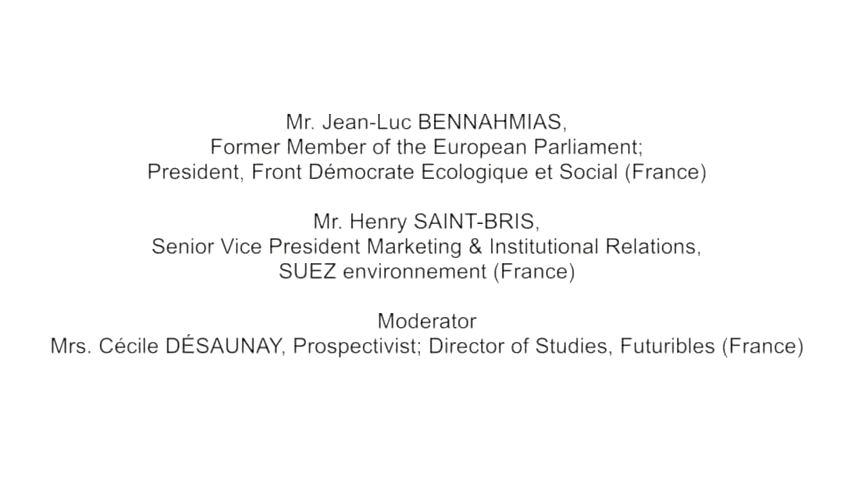 Mr. Jean-Luc BENNAHMIAS,
Former Member of the European Parliament;
President, Front Démocrate Ecologique et Social (France)
Mr. Henry SAINT-BRIS,
Senior Vice President Marketing & Institutional Relations,
SUEZ environnement (France)
Moderator
Mrs. Cécile DÉSAUNAY, Prospectivist; Director of Studies, Futuribles (France)